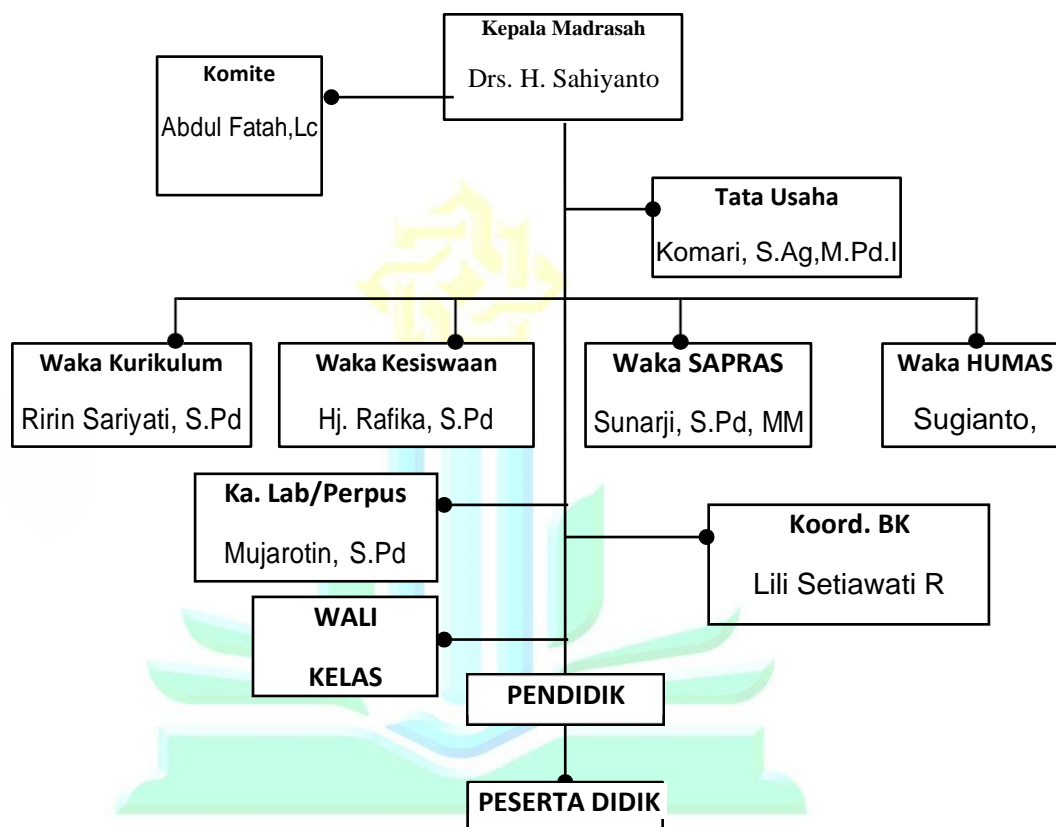 Kepala Madrasah
Drs. H. Sahiyanto
Komite
Abdul Fatah,Lc
Tata Usaha
Komari, S.Ag,M.Pd.I
Waka Kurikulum
Ririn Sariyati, S.Pd
Waka Kesiswaan
Hj. Rafika, S.Pd
Waka SAPRAS
Sunarji, S.Pd, MM
Waka HUMAS
Sugianto,
Ka. Lab/Perpus
Mujarotin, S.Pd
Koord. BK
Lili Setiawati R
WALI
KELAS
PENDIDIK
PESERTA DIDIK